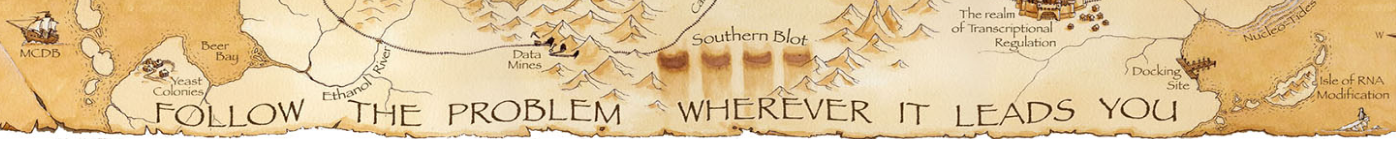 MCDB
Beer
Bay
Yeast
Colonies
Ethanol River
Data
Mines
Southern Blot
The realm
of Transcriptional
Regulation
Nucleo-Tides
W
Docking
Site
Isle of RNA
Modification
FOLLOW THE PROBLEM WHEREVER IT LEADS YOU